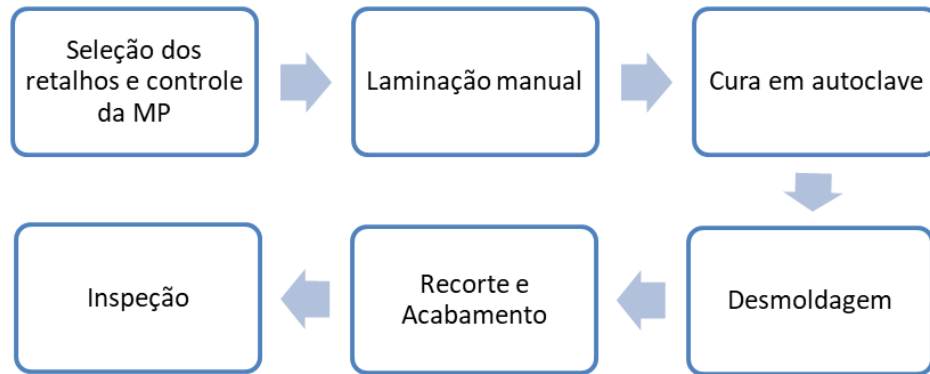 Seleção dos
retalhos e controle
da MP
Laminação manual
Cura em autoclave
Desmoldagem
Recorte e
Acabamento
Inspeção